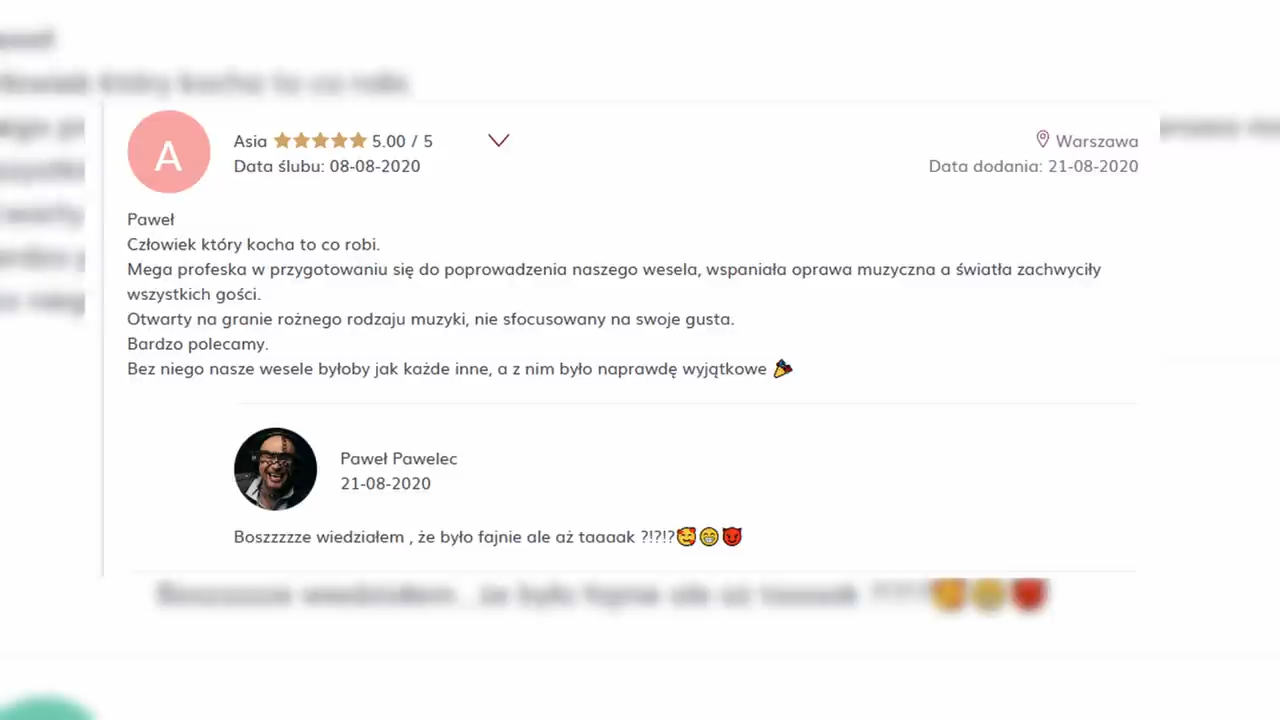 A
Asia 5.00 / 5
Warszawa
Data ślubu: 08-08-2020
Data dodania: 21-08-2020
Paweł
Człowiek który kocha to co robi.
Mega profeska w przygotowaniu się do poprowadzenia naszego wesela, wspaniała oprawa muzyczna a światła zachwyciły
wszystkich gości.
Otwarty na granie rożnego rodzaju muzyki, nie sfocusowany na swoje gusta.
Bardzo polecamy.
Bez niego nasze wesele byłoby jak każde inne, a z nim było naprawdę wyjątkowe 🎉
Paweł Pawelec
21-08-2020
Boszzzzze wiedziałem , że było fajnie ale aż taaaak ?!?!?🥰😁😈